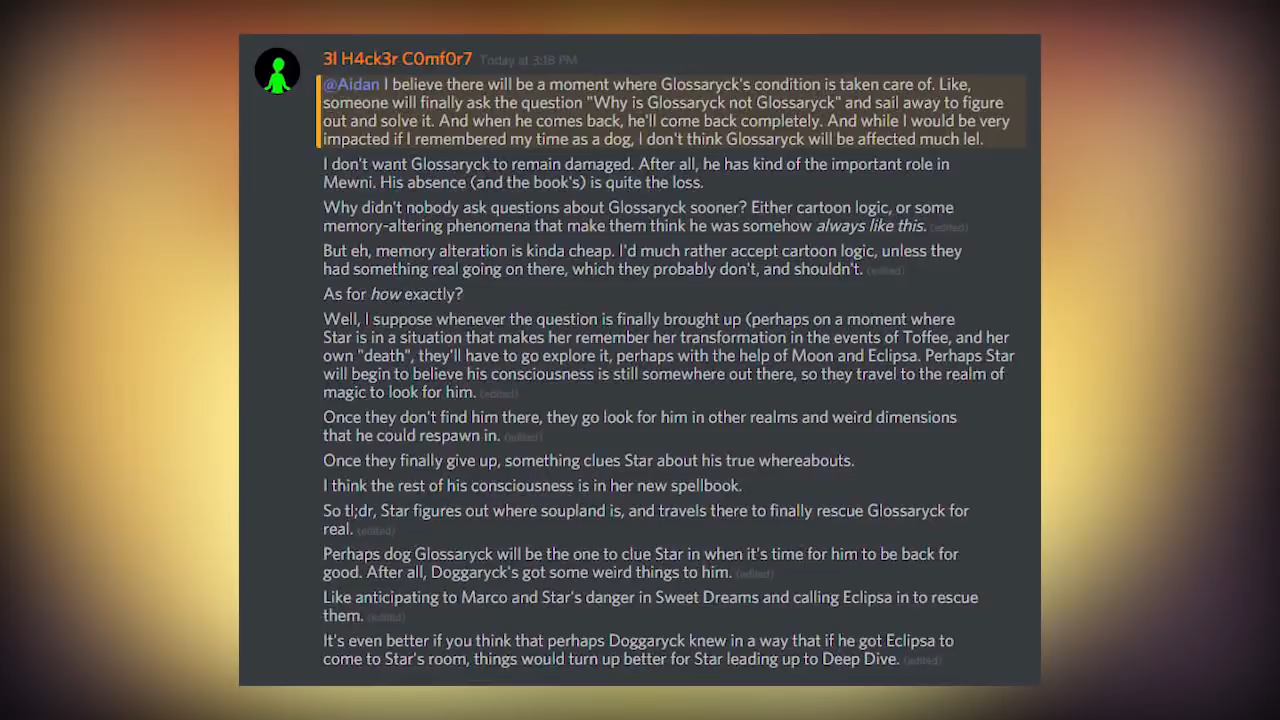 3l H4ck3r C0mf0r7 Today at 3:18 PM
@Aidan I believe there will be a moment where Glossaryck's condition is taken care of. Like,
someone will finally ask the question "Why is Glossaryck not Glossaryck" and sail away to figure
out and solve it. And when he comes back, he'll come back completely. And while I would be very
impacted if I remembered my time as a dog, I don't think Glossaryck will be affected much lel.
I don't want Glossaryck to remain damaged. After all, he has kind of the important role in
Mewni. His absence (and the book's) is quite the loss.
Why didn't nobody ask questions about Glossaryck sooner? Either cartoon logic, or some
memory-altering phenomena that make them think he was somehow always like this. (edited)
But eh, memory alteration is kinda cheap. I'd much rather accept cartoon logic, unless they
had something real going on there, which they probably don't, and shouldn't. (edited)
As for how exactly?
Well, I suppose whenever the question is finally brought up (perhaps on a moment where
Star is in a situation that makes her remember her transformation in the events of Toffee, and her
own "death", they'll have to go explore it, perhaps with the help of Moon and Eclipsa. Perhaps Star
will begin to believe his consciousness is still somewhere out there, so they travel to the realm of
magic to look for him. (edited)
Once they don't find him there, they go look for him in other realms and weird dimensions
that he could respawn in. (edited)
Once they finally give up, something clues Star about his true whereabouts.
I think the rest of his consciousness is in her new spellbook.
So tl;dr, Star figures out where soupland is, and travels there to finally rescue Glossaryck for
real. (edited)
Perhaps dog Glossaryck will be the one to clue Star in when it's time for him to be back for
good. After all, Doggaryck's got some weird things to him. (edited)
Like anticipating to Marco and Star's danger in Sweet Dreams and calling Eclipsa in to rescue
them. (edited)
It's even better if you think that perhaps Doggaryck knew in a way that if he got Eclipsa to
come to Star's room, things would turn up better for Star leading up to Deep Dive. (edited)